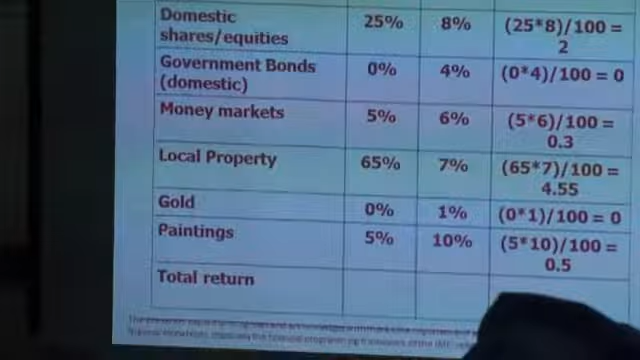 Domestic
shares/equities 25% 8% (25*8)/100 =
2
Government Bonds
(domestic) 0% 4% (0*4)/100 = 0
Money markets 5% 6% (5*6)/100 =
0.3
Local Property 65% 7% (65*7)/100 =
4.55
Gold 0% 1% (0*1)/100 = 0
Paintings 5% 10% (5*10)/100 =
0.5
Total return